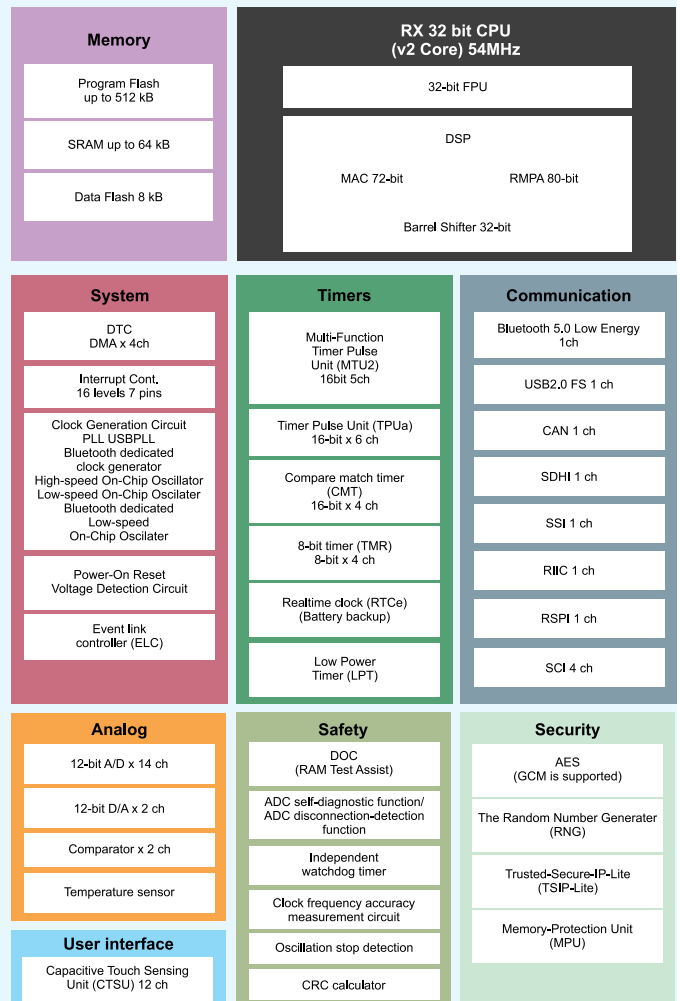 Memory
Program Flash
up to 512 kB
SRAM up to 64 kB
Data Flash 8 kB
RX 32 bit CPU
(v2 Core) 54MHz
32-bit FPU
DSP
MAC 72-bit
RMPA 80-bit
Barrel Shifter 32-bit
System
DTC
DMA x 4ch
Interrupt Cont.
16 levels 7 pins
Clock Generation Circuit
PLL USBPLL
Bluetooth dedicated
clock generator
High-speed On-Chip Oscillator
Low-speed On-Chip Oscilater
Bluetooth dedicated
Low-speed
On-Chip Oscilater
Power-On Reset
Voltage Detection Circuit
Event link
controller (ELC)
Timers
Multi-Function
Timer Pulse
Unit (MTU2)
16bit 5ch
Timer Pulse Unit (TPUa)
16-bit x 6 ch
Compare match timer
(CMT)
16-bit x 4 ch
8-bit timer (TMR)
8-bit x 4 ch
Realtime clock (RTCe)
(Battery backup)
Low Power
Timer (LPT)
Communication
Bluetooth 5.0 Low Energy
1ch
USB2.0 FS 1 ch
CAN 1 ch
SDHI 1 ch
SSI 1 ch
RIIC 1 ch
RSPI 1 ch
SCI 4 ch
Analog
12-bit A/D x 14 ch
12-bit D/A x 2 ch
Comparator x 2 ch
Temperature sensor
User interface
Capacitive Touch Sensing
Unit (CTSU) 12 ch
Safety
DOC
(RAM Test Assist)
ADC self-diagnostic function/
ADC disconnection-detection
function
Independent
watchdog timer
Clock frequency accuracy
measurement circuit
Oscillation stop detection
CRC calculator
Security
AES
(GCM is supported)
The Random Number Generater
(RNG)
Trusted-Secure-IP-Lite
(TSIP-Lite)
Memory-Protection Unit
(MPU)